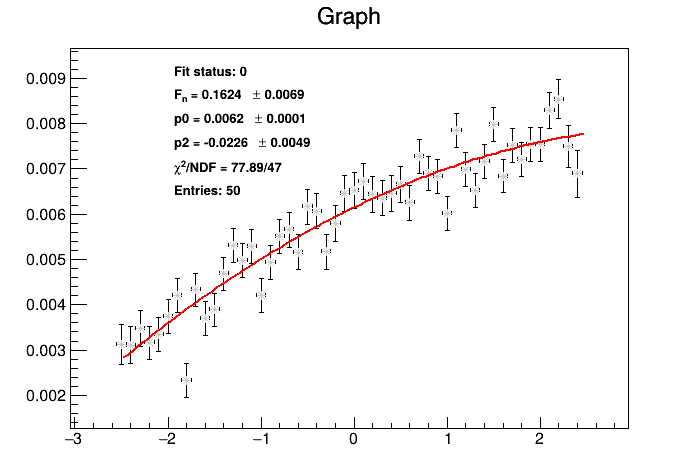 Graph
Fit status: 0
Fn = 0.1624 ± 0.0069
p0 = 0.0062 ± 0.0001
p2 = -0.0226 ± 0.0049
χ²/NDF = 77.89/47
Entries: 50
0.009
0.008
0.007
0.006
0.005
0.004
0.003
0.002
−3 −2 −1 0 1 2